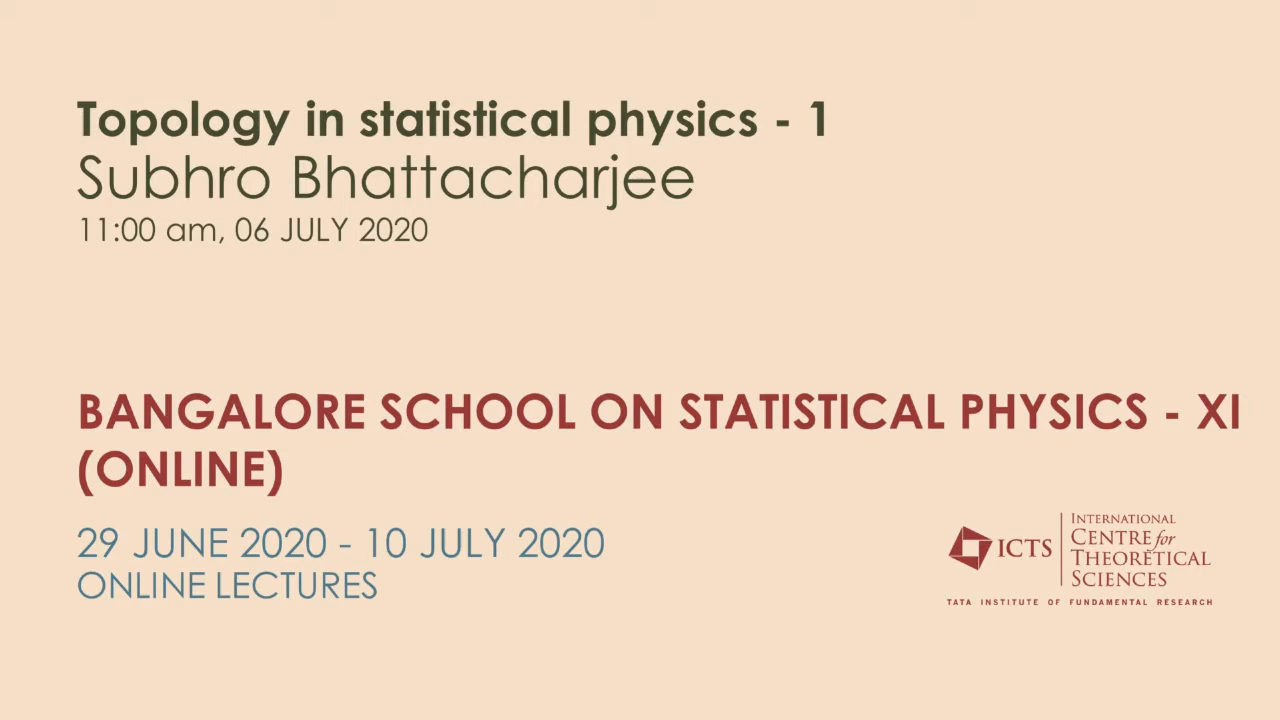 Topology in statistical physics - 1
Subhro Bhattacharjee
11:00 am, 06 JULY 2020
BANGALORE SCHOOL ON STATISTICAL PHYSICS - XI
(ONLINE)
29 JUNE 2020 - 10 JULY 2020
ONLINE LECTURES
ICTS
INTERNATIONAL
CENTRE for
THEORETICAL
SCIENCES
TATA INSTITUTE OF FUNDAMENTAL RESEARCH